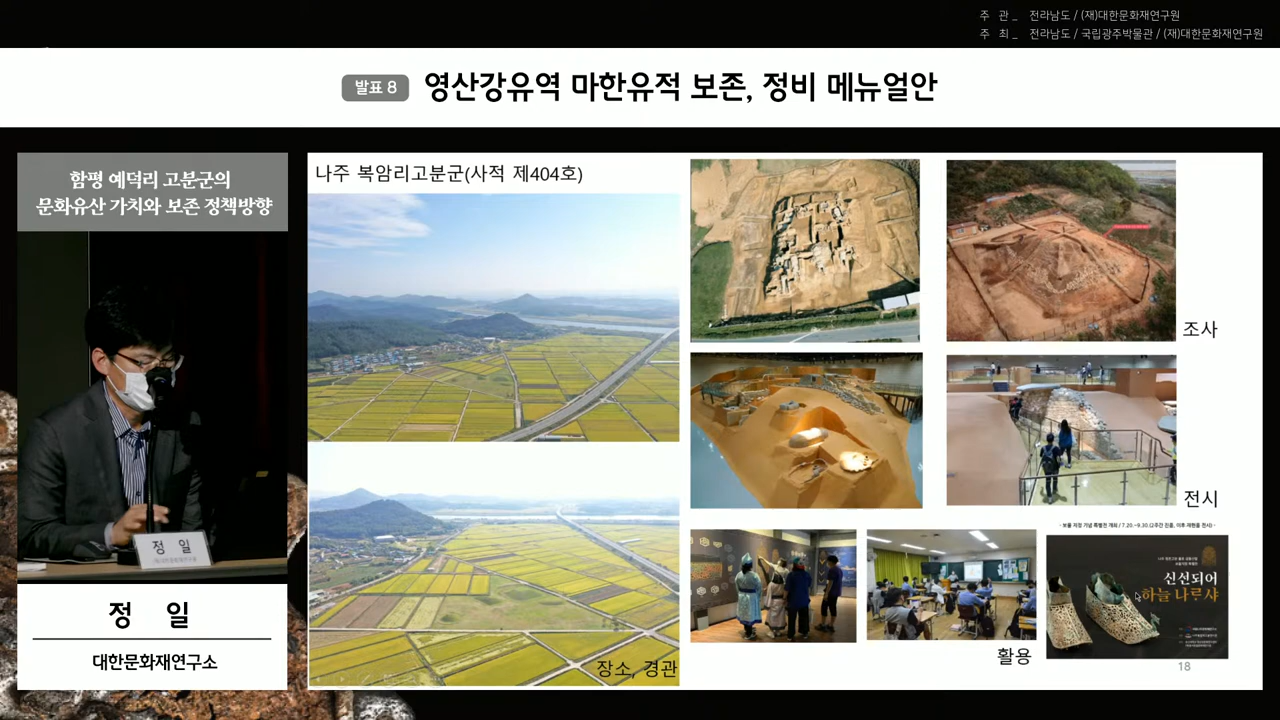 주 관 _ 전라남도 / (재)대한문화재연구원
주 최 _ 전라남도 / 국립광주박물관 / (재)대한문화재연구원
발표 8 영산강유역 마한유적 보존, 정비 메뉴얼안
함평 예덕리 고분군의
문화유산 가치와 보존 정책방향
정 일
정 일
대한문화재연구소
나주 복암리고분군(사적 제404호)
장소, 경관
조사
전시
활용
신선되어
하늘 나르샤
18